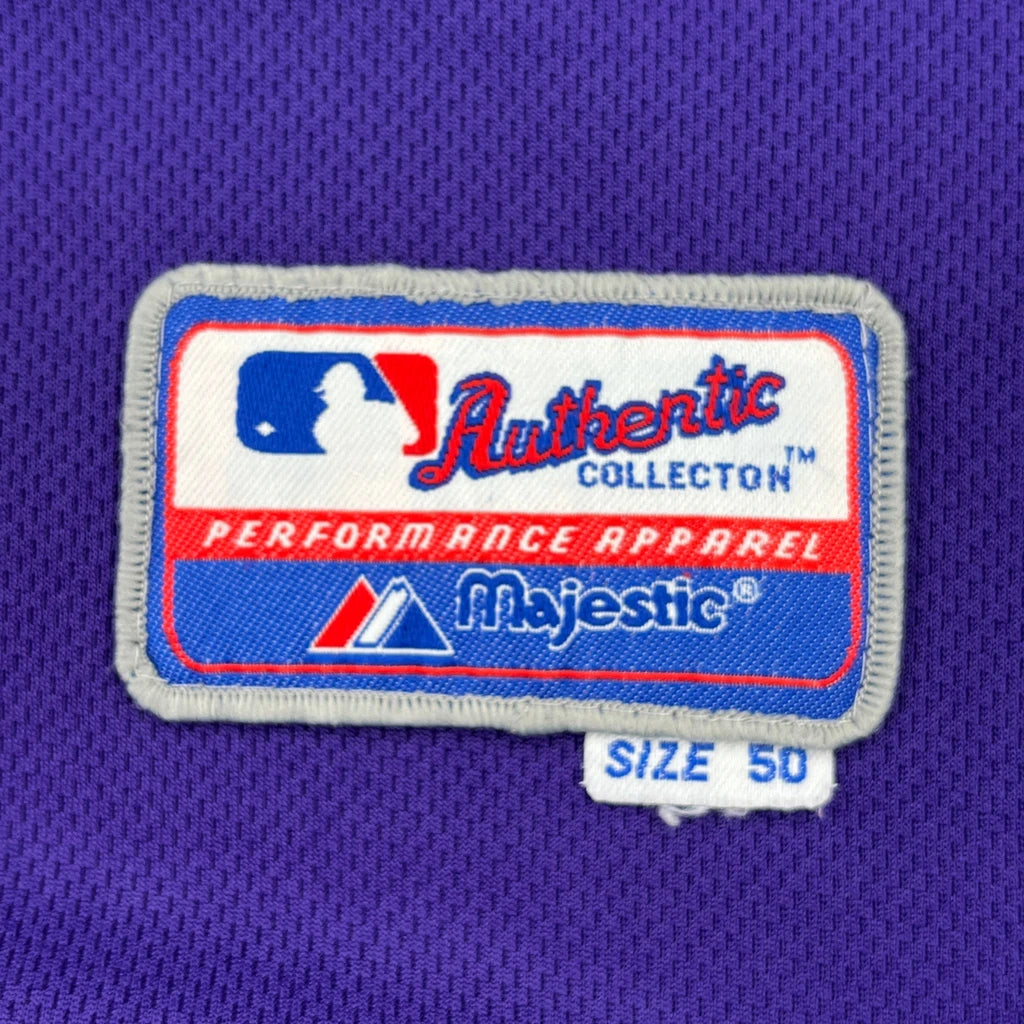 Authentic
COLLECTON™
PERFORMANCE APPAREL
Majestic®
SIZE 50